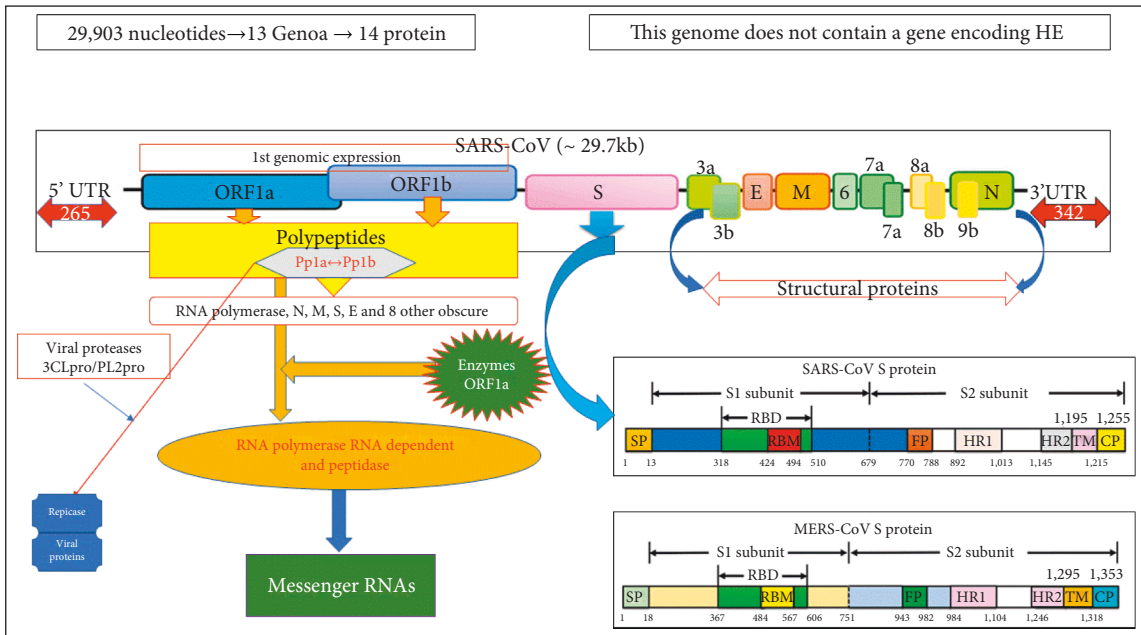 29,903 nucleotides→13 Genoa → 14 protein
This genome does not contain a gene encoding HE
SARS-CoV (~ 29.7kb)
1st genomic expression
5' UTR
265
ORF1a
ORF1b
S
3a
3b
E
M
6
7a
7a
8a
8b
9b
N
3'UTR
342
Polypeptides
Pp1a↔Pp1b
RNA polymerase, N, M, S, E and 8 other obscure
Structural proteins
Viral proteases
3CLpro/PL2pro
Enzymes
ORF1a
RNA polymerase RNA dependent
and peptidase
Repicase
Viral
proteins
Messenger RNAs
SARS-CoV S protein
S1 subunit
S2 subunit
RBD
1,195
1,255
SP
RBM
FP
HR1
HR2
TM
CP
1
13
318
424
494
510
679
770
788
892
1,013
1,145
1,215
MERS-CoV S protein
S1 subunit
S2 subunit
RBD
1,295
1,353
SP
RBM
FP
HR1
HR2
TM
CP
1
18
367
484
567
606
751
943
982
984
1,104
1,246
1,318